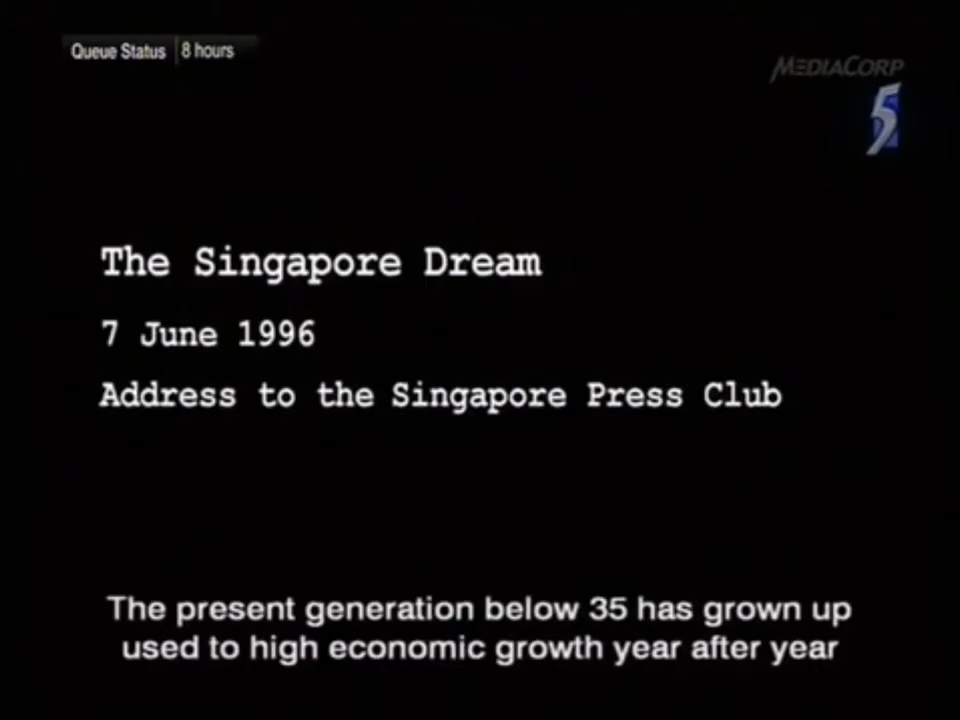 Queue Status | 8 hours
MEDIACORP
5
The Singapore Dream
7 June 1996
Address to the Singapore Press Club
The present generation below 35 has grown up
used to high economic growth year after year